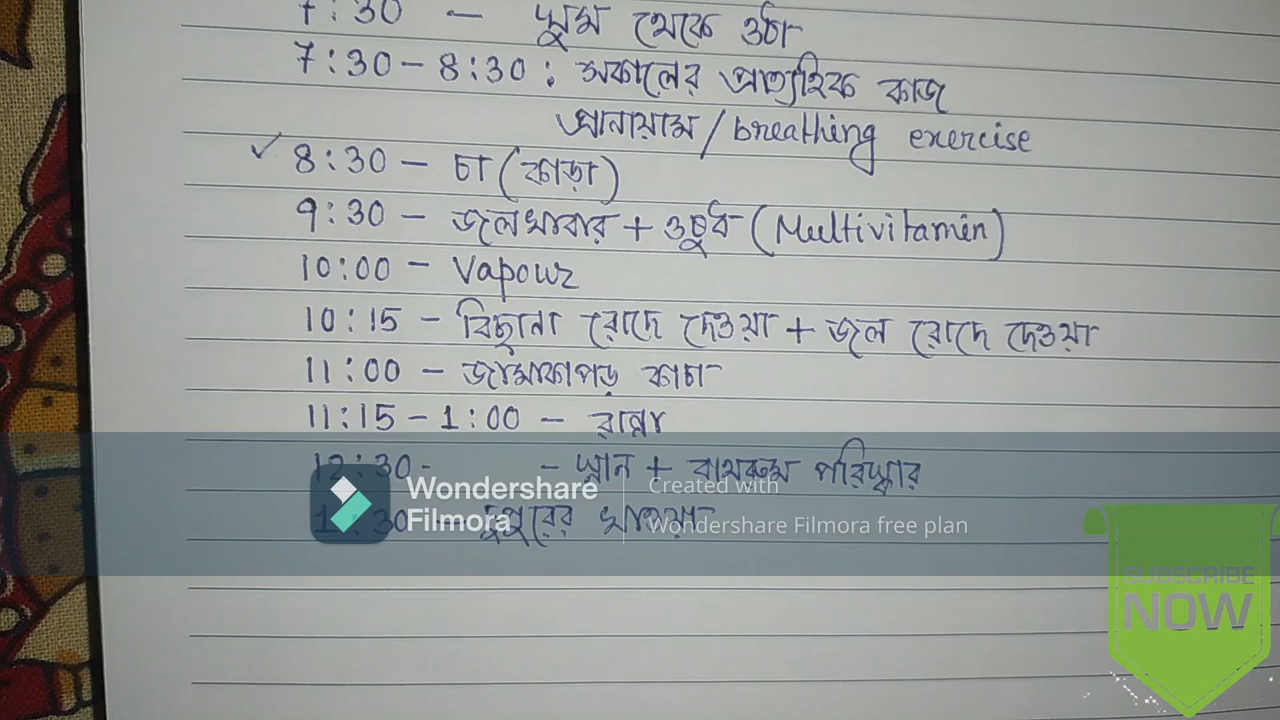 7:30 — ঘুম থেকে ওঠা
7:30 – 8:30 : সকালের প্রাত্যহিক কাজ
প্রানায়াম / breathing exercise
✓ 8:30 – চা (কাড়া)
9:30 – জলখাবার + ওষুধ (Multivitamin)
10:00 – Vapour
10:15 – বিছানা রোদে দেওয়া + জল রোদে দেওয়া
11:00 – জামাকাপড় কাচা
11:15 – 1:00 – রান্না
12:30 - – স্নান + বাথরুম পরিষ্কার
1:30 – দুপুরের খাওয়া
Wondershare
Filmora
Created with
Wondershare Filmora free plan
SUBSCRIBE
NOW